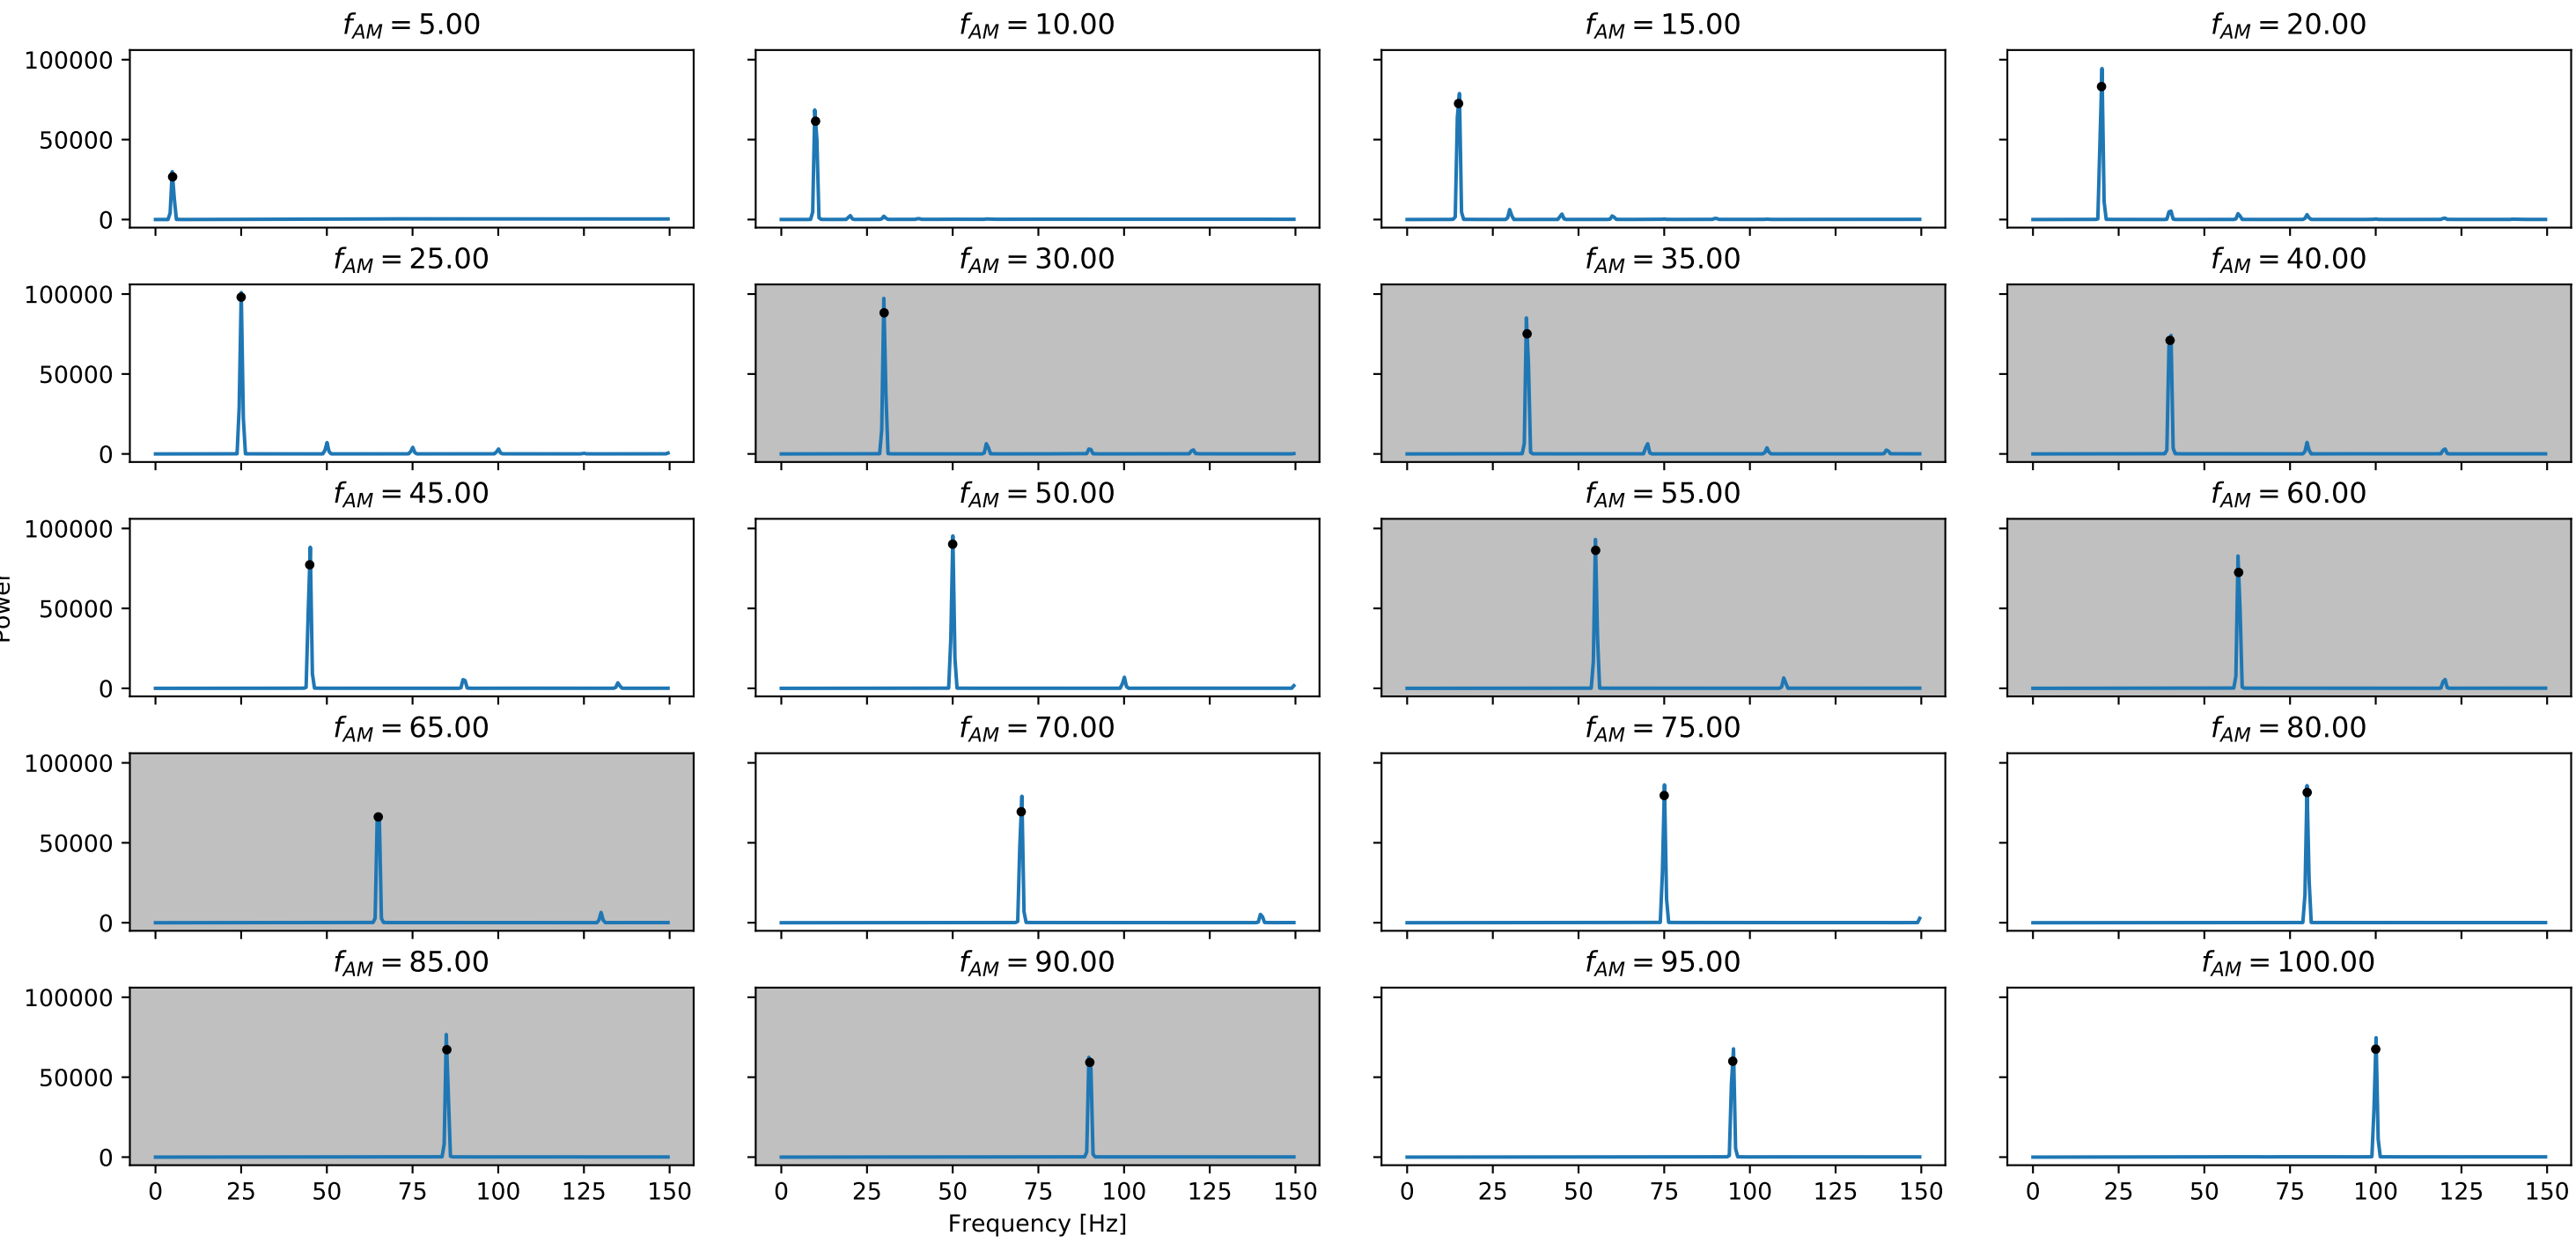 f_AM = 5.00 f_AM = 10.00 f_AM = 15.00 f_AM = 20.00
100000
50000
0
f_AM = 25.00 f_AM = 30.00 f_AM = 35.00 f_AM = 40.00
100000
50000
0
f_AM = 45.00 f_AM = 50.00 f_AM = 55.00 f_AM = 60.00
100000
50000
Power
0
f_AM = 65.00 f_AM = 70.00 f_AM = 75.00 f_AM = 80.00
100000
50000
0
f_AM = 85.00 f_AM = 90.00 f_AM = 95.00 f_AM = 100.00
100000
50000
0
0 25 50 75 100 125 150 0 25 50 75 100 125 150 0 25 50 75 100 125 150 0 25 50 75 100 125 150
Frequency [Hz]